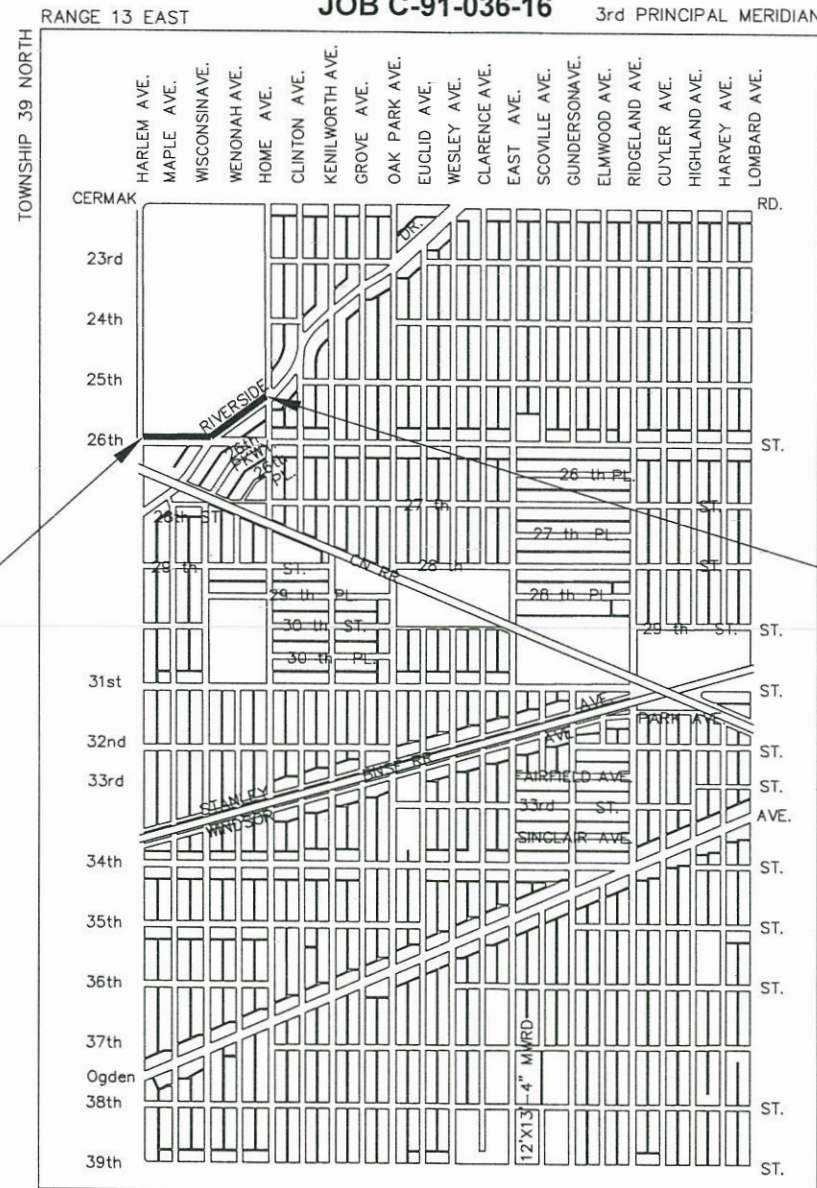 JOB C-91-036-16
RANGE 13 EAST
3rd PRINCIPAL MERIDIAN
TOWNSHIP 39 NORTH
HARLEM AVE.
MAPLE AVE.
WISCONSINAVE.
WENONAH AVE.
HOME AVE.
CLINTON AVE.
KENILWORTH AVE.
GROVE AVE.
OAK PARK AVE.
EUCLID AVE.
WESLEY AVE.
CLARENCE AVE.
EAST AVE.
SCOVILLE AVE.
GUNDERSONAVE.
ELMWOOD AVE.
RIDGELAND AVE.
CUYLER AVE.
HIGHLAND AVE.
HARVEY AVE.
LOMBARD AVE.
CERMAK
RD.
DR.
23rd
24th
25th
RIVERSIDE
26th
ST.
26th
PKWY.
26th
PL.
26 th PL.
27 th
ST.
28th ST.
27 th PL.
CN RR
29 th
ST.
28 th
ST.
29 th PL.
28 th PL.
30 th ST.
29 th ST.
ST.
30 th PL.
31st
ST.
AVE.
PARK AVE.
32nd
AVE.
ST.
BNSF RR
33rd
FAIRFIELD AVE.
ST.
STANLEY
33rd ST.
AVE.
WINDSOR
SINCLAIR AVE.
34th
ST.
35th
ST.
36th
ST.
37th
12'X13'-4" MWRD
Ogden
38th
ST.
39th
ST.